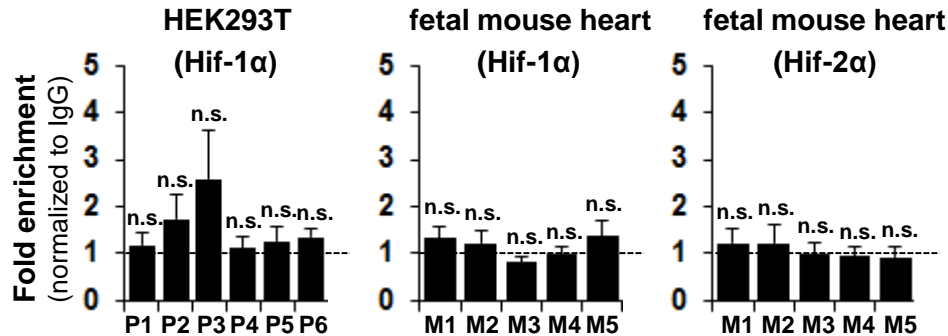 HEK293T
(Hif-1α)
fetal mouse heart
(Hif-1α)
fetal mouse heart
(Hif-2α)
Fold enrichment
(normalized to IgG)
5
4
3
2
1
0
n.s.
n.s.
n.s.
n.s.
n.s.
n.s.
P1 P2 P3 P4 P5 P6
5
4
3
2
1
0
n.s.
n.s.
n.s.
n.s.
n.s.
M1 M2 M3 M4 M5
5
4
3
2
1
0
n.s.
n.s.
n.s.
n.s.
n.s.
M1 M2 M3 M4 M5